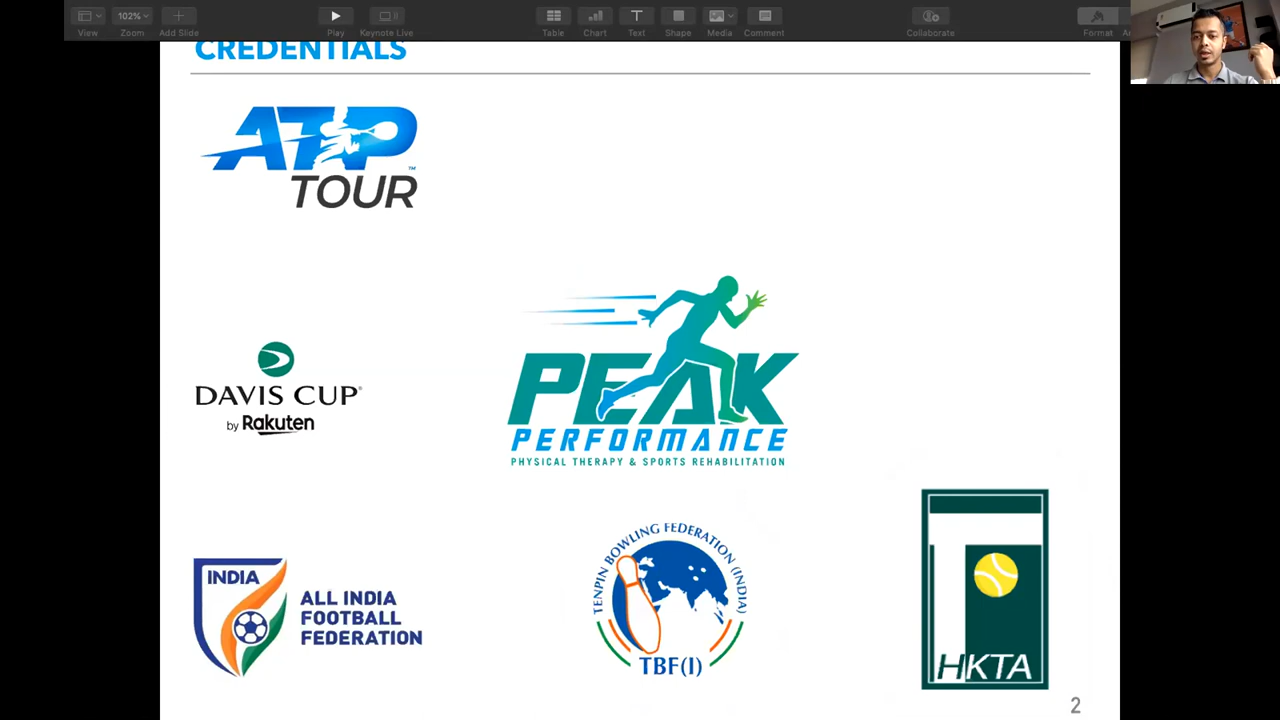 102%
View
Zoom
Add Slide
Play
Keynote Live
Table
Chart
Text
Shape
Media
Comment
Collaborate
Format
CREDENTIALS
ATP
TOUR
TM
DAVIS CUP®
by Rakuten
PEAK
PERFORMANCE
PHYSICAL THERAPY & SPORTS REHABILITATION
INDIA
ALL INDIA
FOOTBALL
FEDERATION
TENPIN BOWLING FEDERATION (INDIA)
TBF(I)
HKTA
2